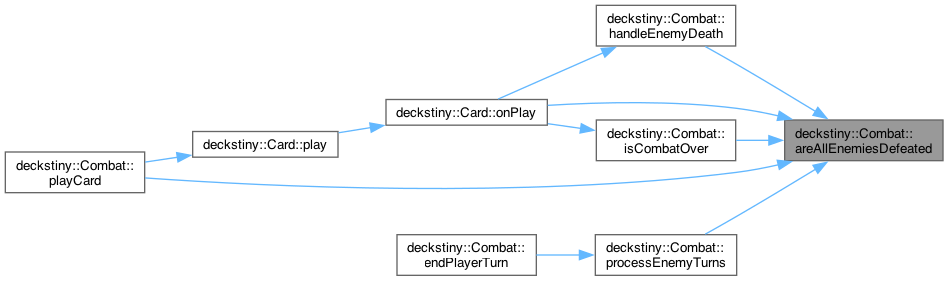 deckstiny::Combat::
handleEnemyDeath
deckstiny::Card::onPlay
deckstiny::Combat::
areAllEnemiesDefeated
deckstiny::Card::play
deckstiny::Combat::
isCombatOver
deckstiny::Combat::
playCard
deckstiny::Combat::
endPlayerTurn
deckstiny::Combat::
processEnemyTurns